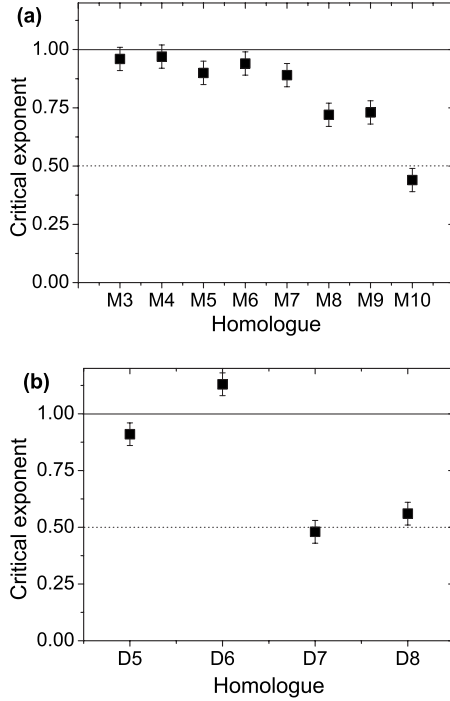 (a)
1.00
0.75
0.50
0.25
0.00
Critical exponent
M3 M4 M5 M6 M7 M8 M9 M10
Homologue
(b)
1.00
0.75
0.50
0.25
0.00
Critical exponent
D5 D6 D7 D8
Homologue